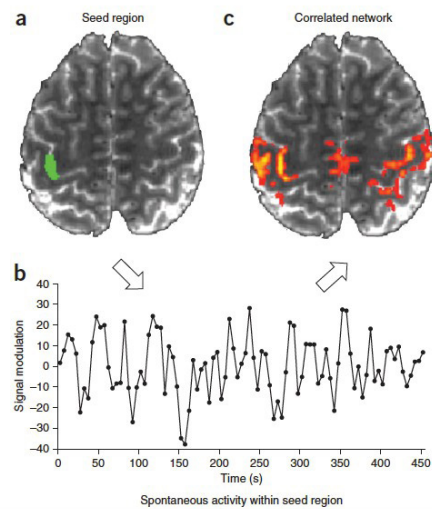 a Seed region
c Correlated network
b
40
30
20
10
0
–10
–20
–30
–40
Signal modulation
0 50 100 150 200 250 300 350 400 450
Time (s)
Spontaneous activity within seed region